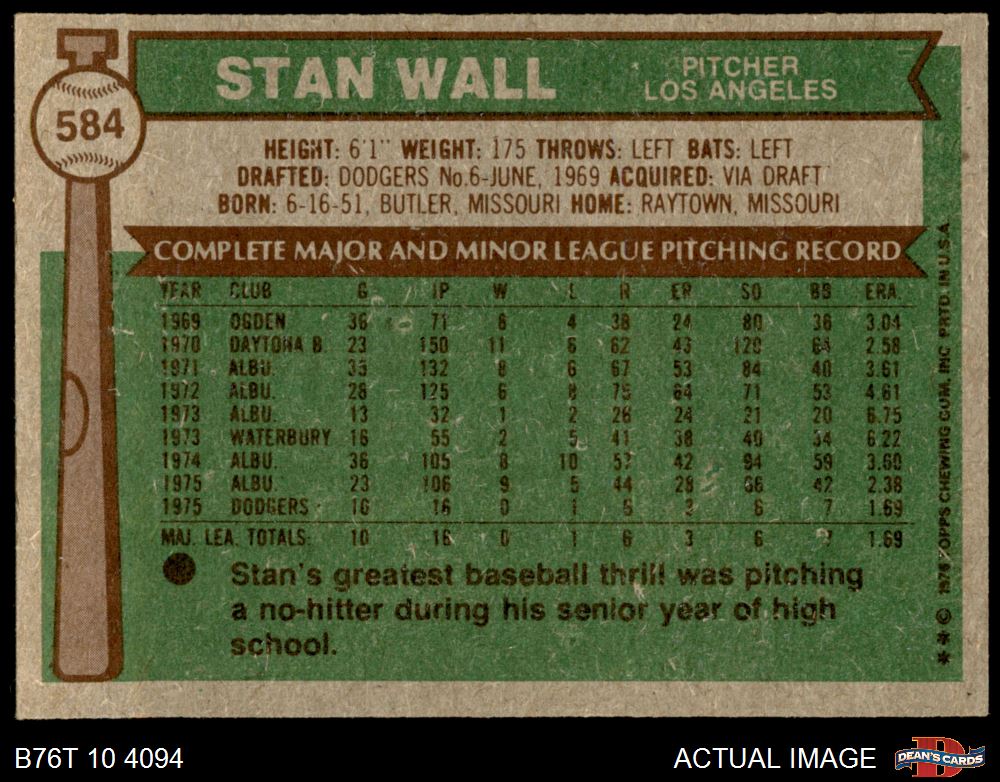 STAN WALL
PITCHER
LOS ANGELES
584
HEIGHT: 6'1" WEIGHT: 175 THROWS: LEFT BATS: LEFT
DRAFTED: DODGERS No.6-JUNE, 1969 ACQUIRED: VIA DRAFT
BORN: 6-16-51, BUTLER, MISSOURI HOME: RAYTOWN, MISSOURI
COMPLETE MAJOR AND MINOR LEAGUE PITCHING RECORD
YEAR CLUB G IP W L R ER SO BB ERA
1969 OGDEN 36 71 6 4 38 24 80 36 3.04
1970 DAYTONA B. 23 150 11 6 62 43 120 64 2.58
1971 ALBU. 35 132 8 6 67 53 84 40 3.61
1972 ALBU. 28 125 6 8 75 64 71 53 4.61
1973 ALBU. 13 32 1 2 26 24 21 20 6.75
1973 WATERBURY 16 55 2 5 41 38 40 34 6.22
1974 ALBU. 36 105 8 10 57 42 94 59 3.60
1975 ALBU. 23 106 9 5 44 28 66 42 2.38
1975 DODGERS 10 16 0 1 6 3 6 7 1.69
MAJ. LEA. TOTALS: 10 16 0 1 6 3 6 7 1.69
Stan's greatest baseball thrill was pitching
a no-hitter during his senior year of high
school.
** © 1976 TOPPS CHEWING GUM, INC. PRTD. IN U.S.A.
B76T 10 4094
ACTUAL IMAGE
D
DEAN'S CARDS